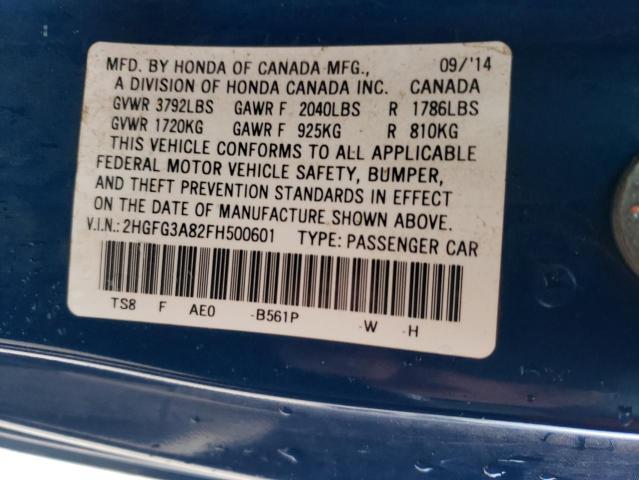 MFD. BY HONDA OF CANADA MFG., 09/'14
A DIVISION OF HONDA CANADA INC. CANADA
GVWR 3792LBS GAWR F 2040LBS R 1786LBS
GVWR 1720KG GAWR F 925KG R 810KG
THIS VEHICLE CONFORMS TO ALL APPLICABLE
FEDERAL MOTOR VEHICLE SAFETY, BUMPER,
AND THEFT PREVENTION STANDARDS IN EFFECT
ON THE DATE OF MANUFACTURE SHOWN ABOVE.
V.I.N.: 2HGFG3A82FH500601 TYPE: PASSENGER CAR
TS8 F AE0 -B561P -W -H